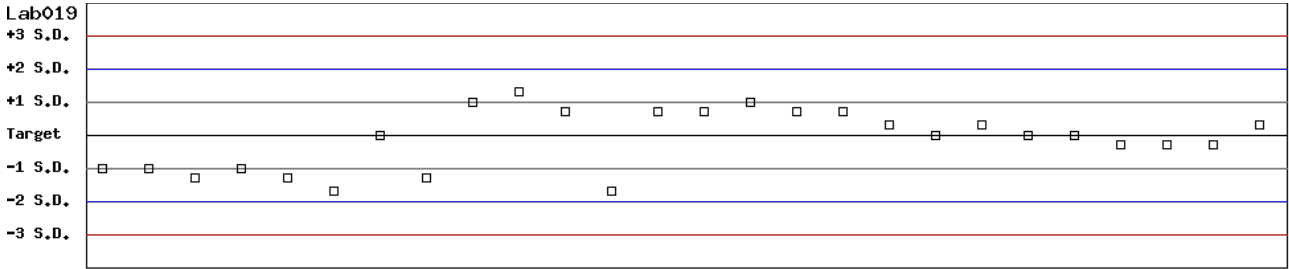 Lab019
+3 S.D.
+2 S.D.
+1 S.D.
Target
-1 S.D.
-2 S.D.
-3 S.D.